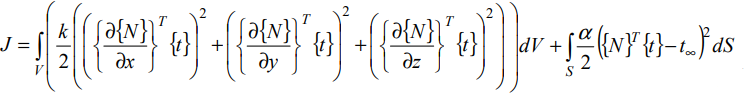 J = ∫_V ( k/2 ( ( {∂{N}/∂x}^T {t} )^2 + ( {∂{N}/∂y}^T {t} )^2 + ( {∂{N}/∂z}^T {t} )^2 ) ) dV + ∫_S α/2 ( {N}^T {t} − t_∞ )^2 dS